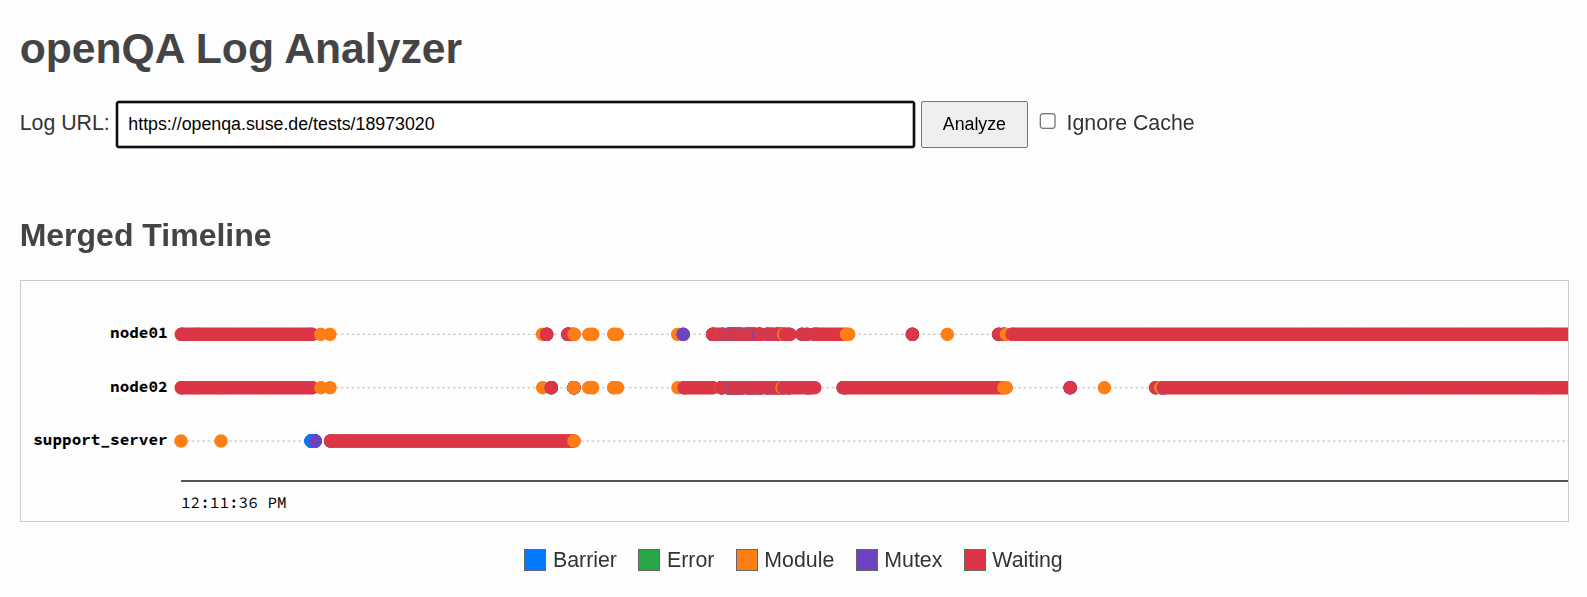 openQA Log Analyzer
Log URL: https://openqa.suse.de/tests/18973020 Analyze Ignore Cache
Merged Timeline
node01
node02
support_server
12:11:36 PM
Barrier Error Module Mutex Waiting